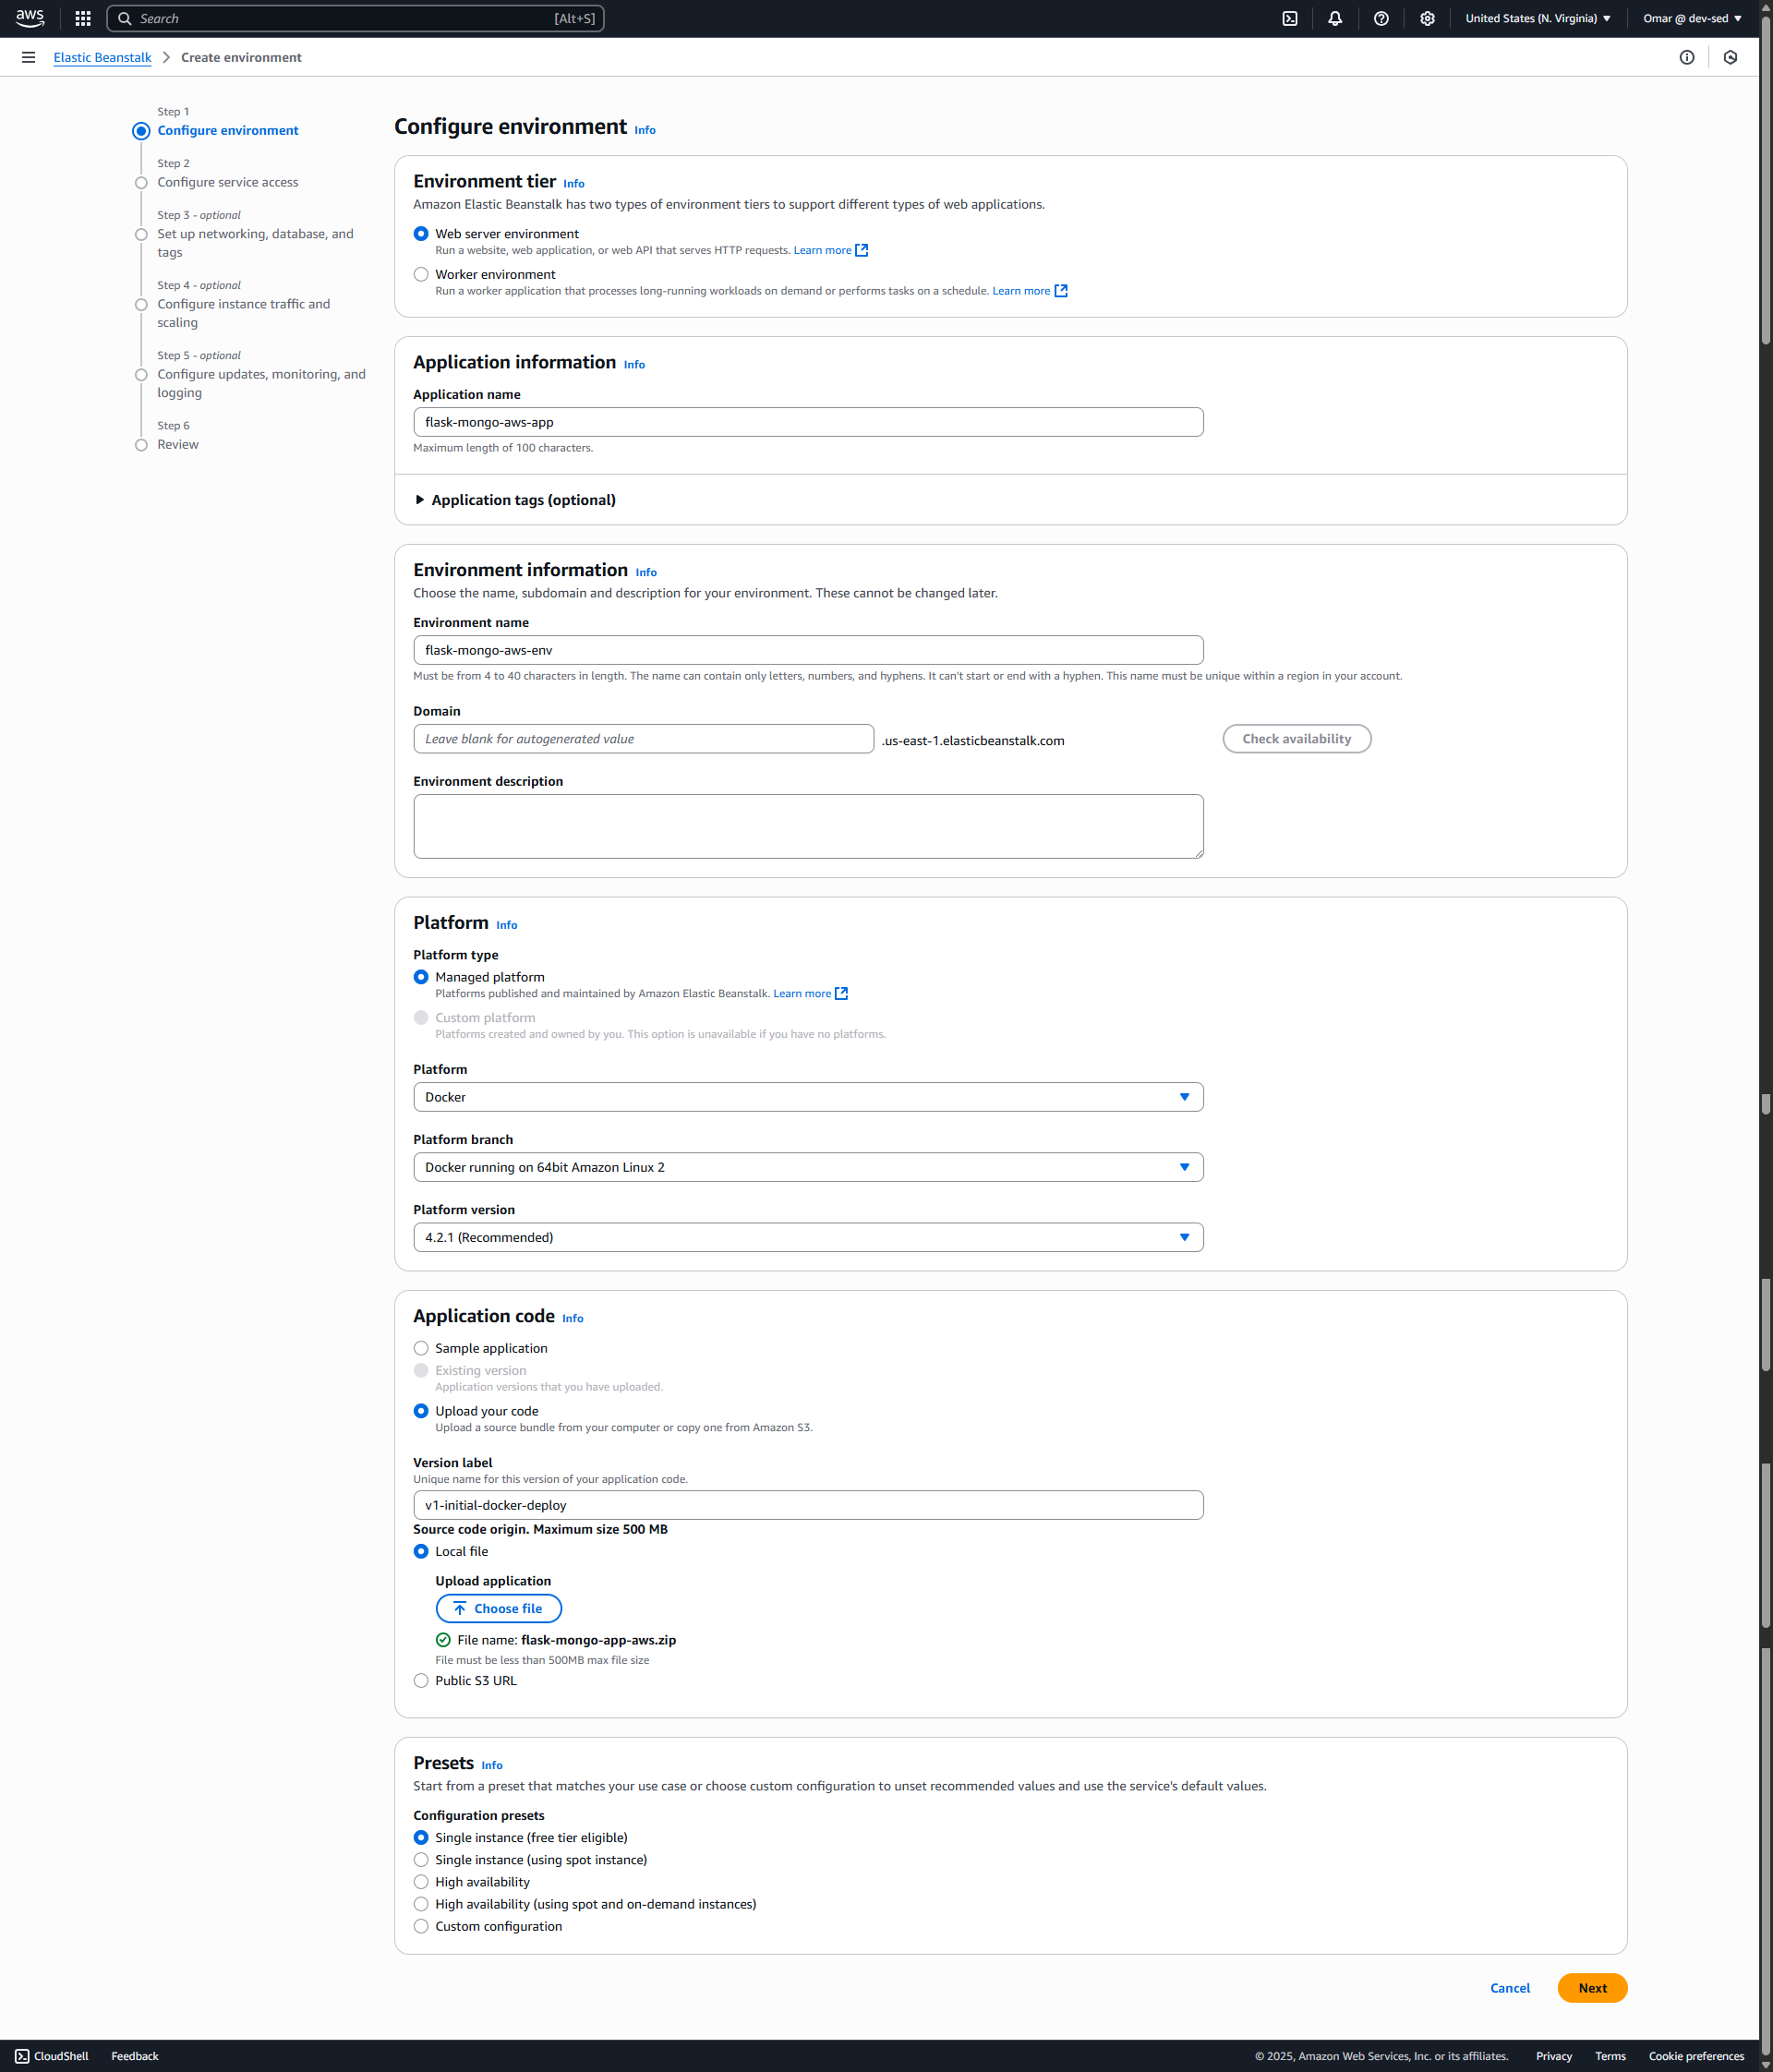 aws
Search [Alt+S]
United States (N. Virginia)
Omar @ dev-sed
Elastic Beanstalk
Create environment
Step 1
Configure environment
Step 2
Configure service access
Step 3 - optional
Set up networking, database, and
tags
Step 4 - optional
Configure instance traffic and
scaling
Step 5 - optional
Configure updates, monitoring, and
logging
Step 6
Review
Configure environment Info
Environment tier Info
Amazon Elastic Beanstalk has two types of environment tiers to support different types of web applications.
Web server environment
Run a website, web application, or web API that serves HTTP requests. Learn more
Worker environment
Run a worker application that processes long-running workloads on demand or performs tasks on a schedule. Learn more
Application information Info
Application name
flask-mongo-aws-app
Maximum length of 100 characters.
Application tags (optional)
Environment information Info
Choose the name, subdomain and description for your environment. These cannot be changed later.
Environment name
flask-mongo-aws-env
Must be from 4 to 40 characters in length. The name can contain only letters, numbers, and hyphens. It can't start or end with a hyphen. This name must be unique within a region in your account.
Domain
Leave blank for autogenerated value .us-east-1.elasticbeanstalk.com Check availability
Environment description
Platform Info
Platform type
Managed platform
Platforms published and maintained by Amazon Elastic Beanstalk. Learn more
Custom platform
Platforms created and owned by you. This option is unavailable if you have no platforms.
Platform
Docker
Platform branch
Docker running on 64bit Amazon Linux 2
Platform version
4.2.1 (Recommended)
Application code Info
Sample application
Existing version
Application versions that you have uploaded.
Upload your code
Upload a source bundle from your computer or copy one from Amazon S3.
Version label
Unique name for this version of your application code.
v1-initial-docker-deploy
Source code origin. Maximum size 500 MB
Local file
Upload application
Choose file
File name: flask-mongo-app-aws.zip
File must be less than 500MB max file size
Public S3 URL
Presets Info
Start from a preset that matches your use case or choose custom configuration to unset recommended values and use the service's default values.
Configuration presets
Single instance (free tier eligible)
Single instance (using spot instance)
High availability
High availability (using spot and on-demand instances)
Custom configuration
Cancel Next
CloudShell Feedback © 2025, Amazon Web Services, Inc. or its affiliates. Privacy Terms Cookie preferences